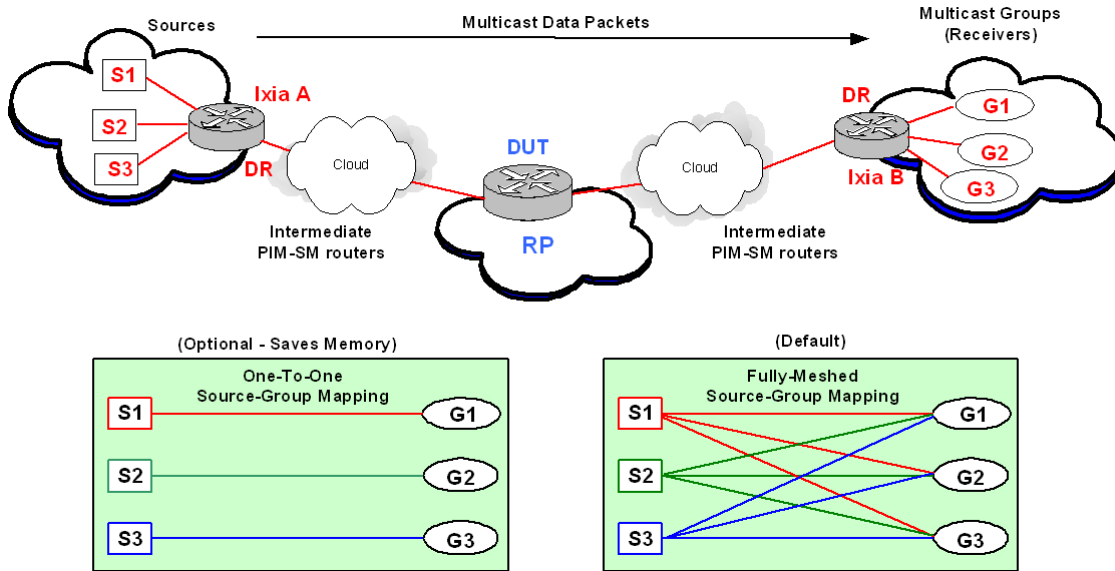 Sources
Multicast Data Packets
Multicast Groups
(Receivers)
S1
S2
S3
Ixia A
DR
Cloud
Intermediate
PIM-SM routers
DUT
RP
Cloud
Intermediate
PIM-SM routers
DR
Ixia B
G1
G2
G3
(Optional - Saves Memory)
One-To-One
Source-Group Mapping
S1
G1
S2
G2
S3
G3
(Default)
Fully-Meshed
Source-Group Mapping
S1
G1
S2
G2
S3
G3